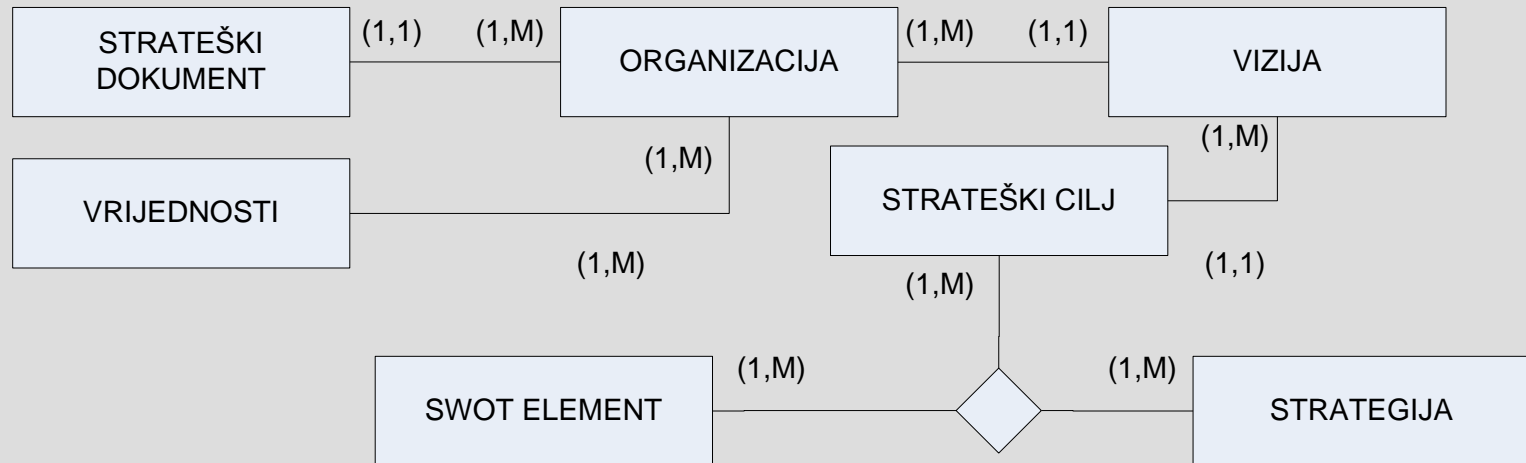 STRATEŠKI
DOKUMENT
(1,1)
(1,M)
ORGANIZACIJA
(1,M)
(1,1)
VIZIJA
(1,M)
(1,M)
VRIJEDNOSTI
STRATEŠKI CILJ
(1,M)
(1,M)
(1,1)
SWOT ELEMENT
(1,M)
(1,M)
STRATEGIJA